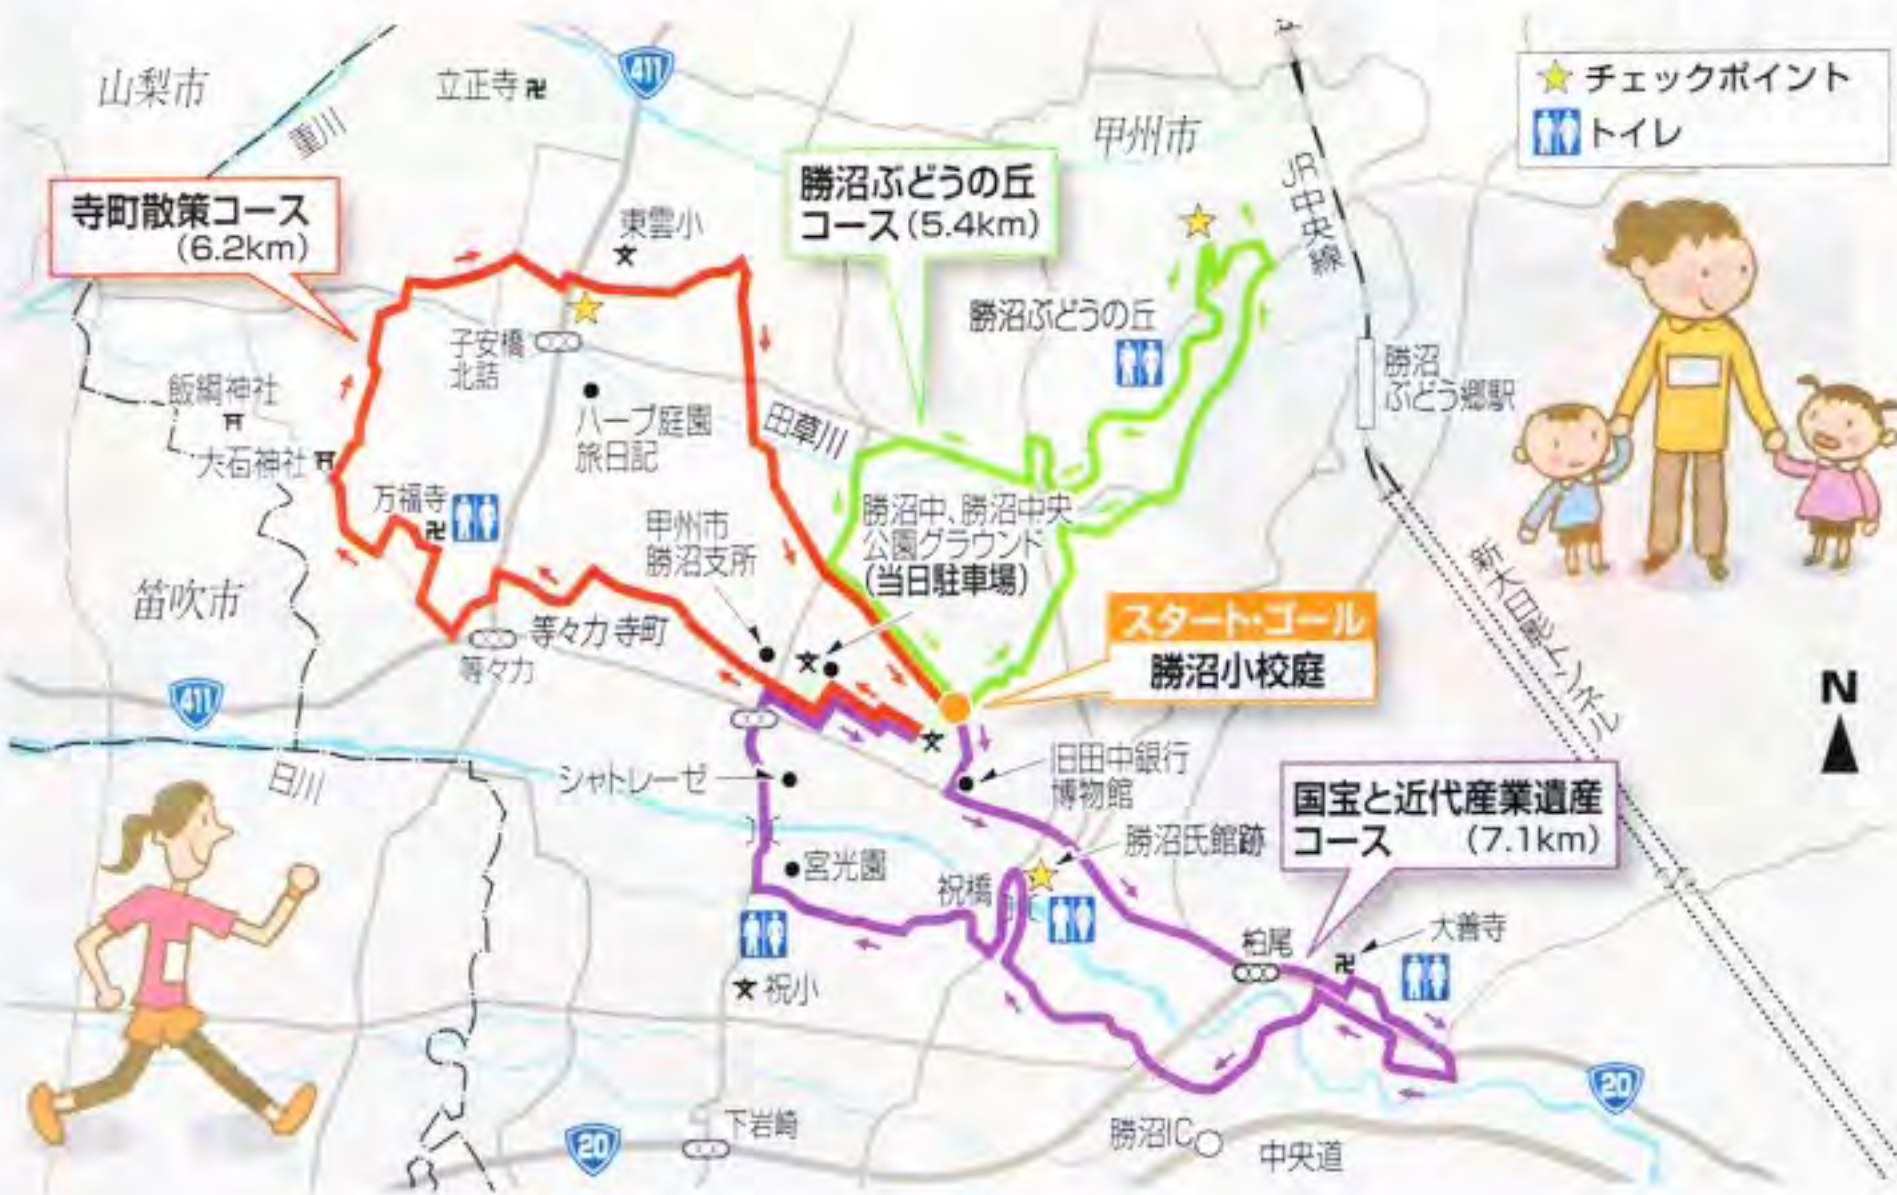 山梨市
重川
立正寺
411
甲州市
チェックポイント
トイレ
寺町散策コース
(6.2km)
勝沼ぶどうの丘
コース(5.4km)
東雲小
JR中央線
勝沼ぶどうの丘
子安橋
北詰
勝沼
ぶどう郷駅
飯綱神社
大石神社
ハーブ庭園
旅日記
田草川
万福寺
甲州市
勝沼支所
勝沼中、勝沼中央
公園グラウンド
(当日駐車場)
笛吹市
等々力寺町
等々力
スタート・ゴール
勝沼小校庭
新大日影トンネル
N
411
日川
シャトレーゼ
旧田中銀行
博物館
国宝と近代産業遺産
コース (7.1km)
勝沼氏館跡
宮光園
祝橋
柏尾
大善寺
祝小
20
下岩崎
20
勝沼IC
中央道